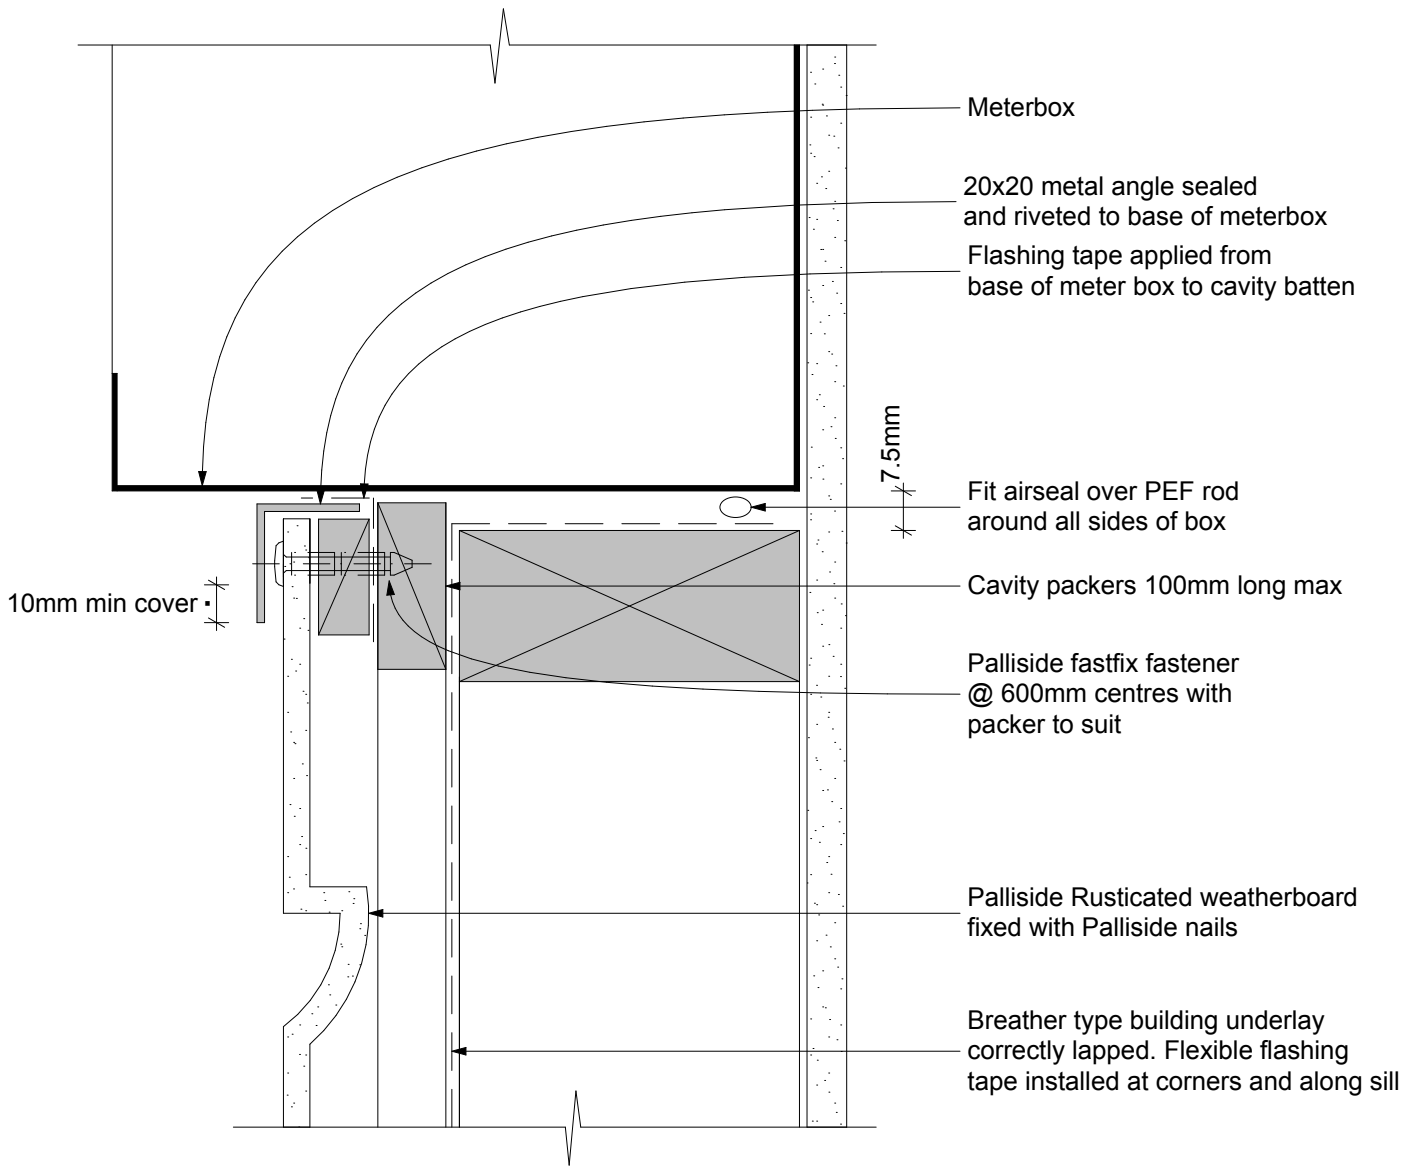 Meterbox
20x20 metal angle sealed
and riveted to base of meterbox
Flashing tape applied from
base of meter box to cavity batten
7.5mm
Fit airseal over PEF rod
around all sides of box
Cavity packers 100mm long max
10mm min cover
Palliside fastfix fastener
@ 600mm centres with
packer to suit
Palliside Rusticated weatherboard
fixed with Palliside nails
Breather type building underlay
correctly lapped. Flexible flashing
tape installed at corners and along sill